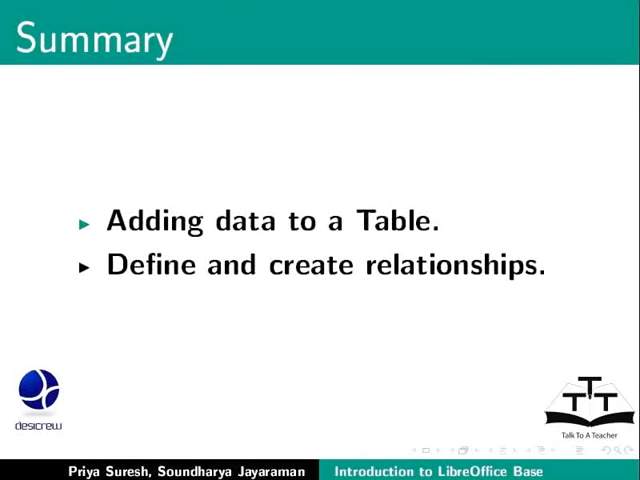 Summary
Adding data to a Table.
Define and create relationships.
desicrew
T T T
Talk To A Teacher
Priya Suresh, Soundharya Jayaraman Introduction to LibreOffice Base